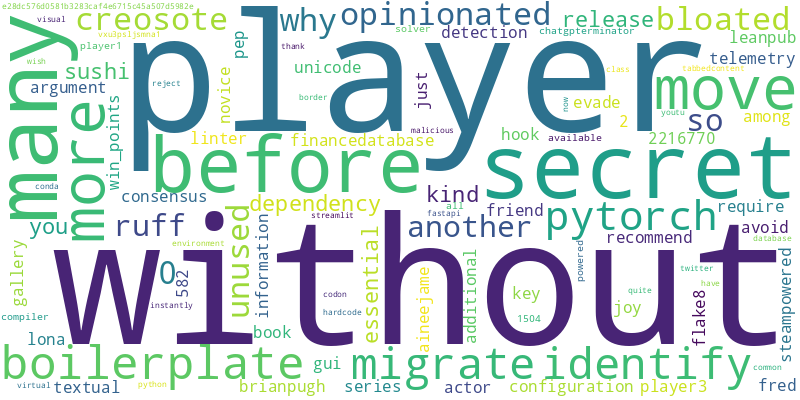 e28dc576d0581b3283caf4e6715c45a507d5982e
visual
player1
vxu3psljsmna1
thank
solver
chatgpterminator
class
tabbedcontent
creosote
why
opinionated
release
bloated
pep
detection
leanpub
wish
sushi
unicode
reject
border
telemetry
argument
many
more
player
move
win_points
novice
just
malicious
now
evade
youtu
linter
financedatabase
hook
available
2
so
among
2216770
before
secret
consensus
conda
you
dependency
all
kind
friend
pytorch
require
ruff
unused
streamlit
fastapi
another
recommend
avoid
without
0
environment
information
essential
aineejame
additional
powered
twitter
have
database
steampowered
gallery
582
codon
key
joy
flake8
quite
compiler
lona
book
hardcode
1504
boilerplate
gui
migrate
identify
common
virtual
textual
python
brianpugh
series
actor
configuration
player3
fred
instantly